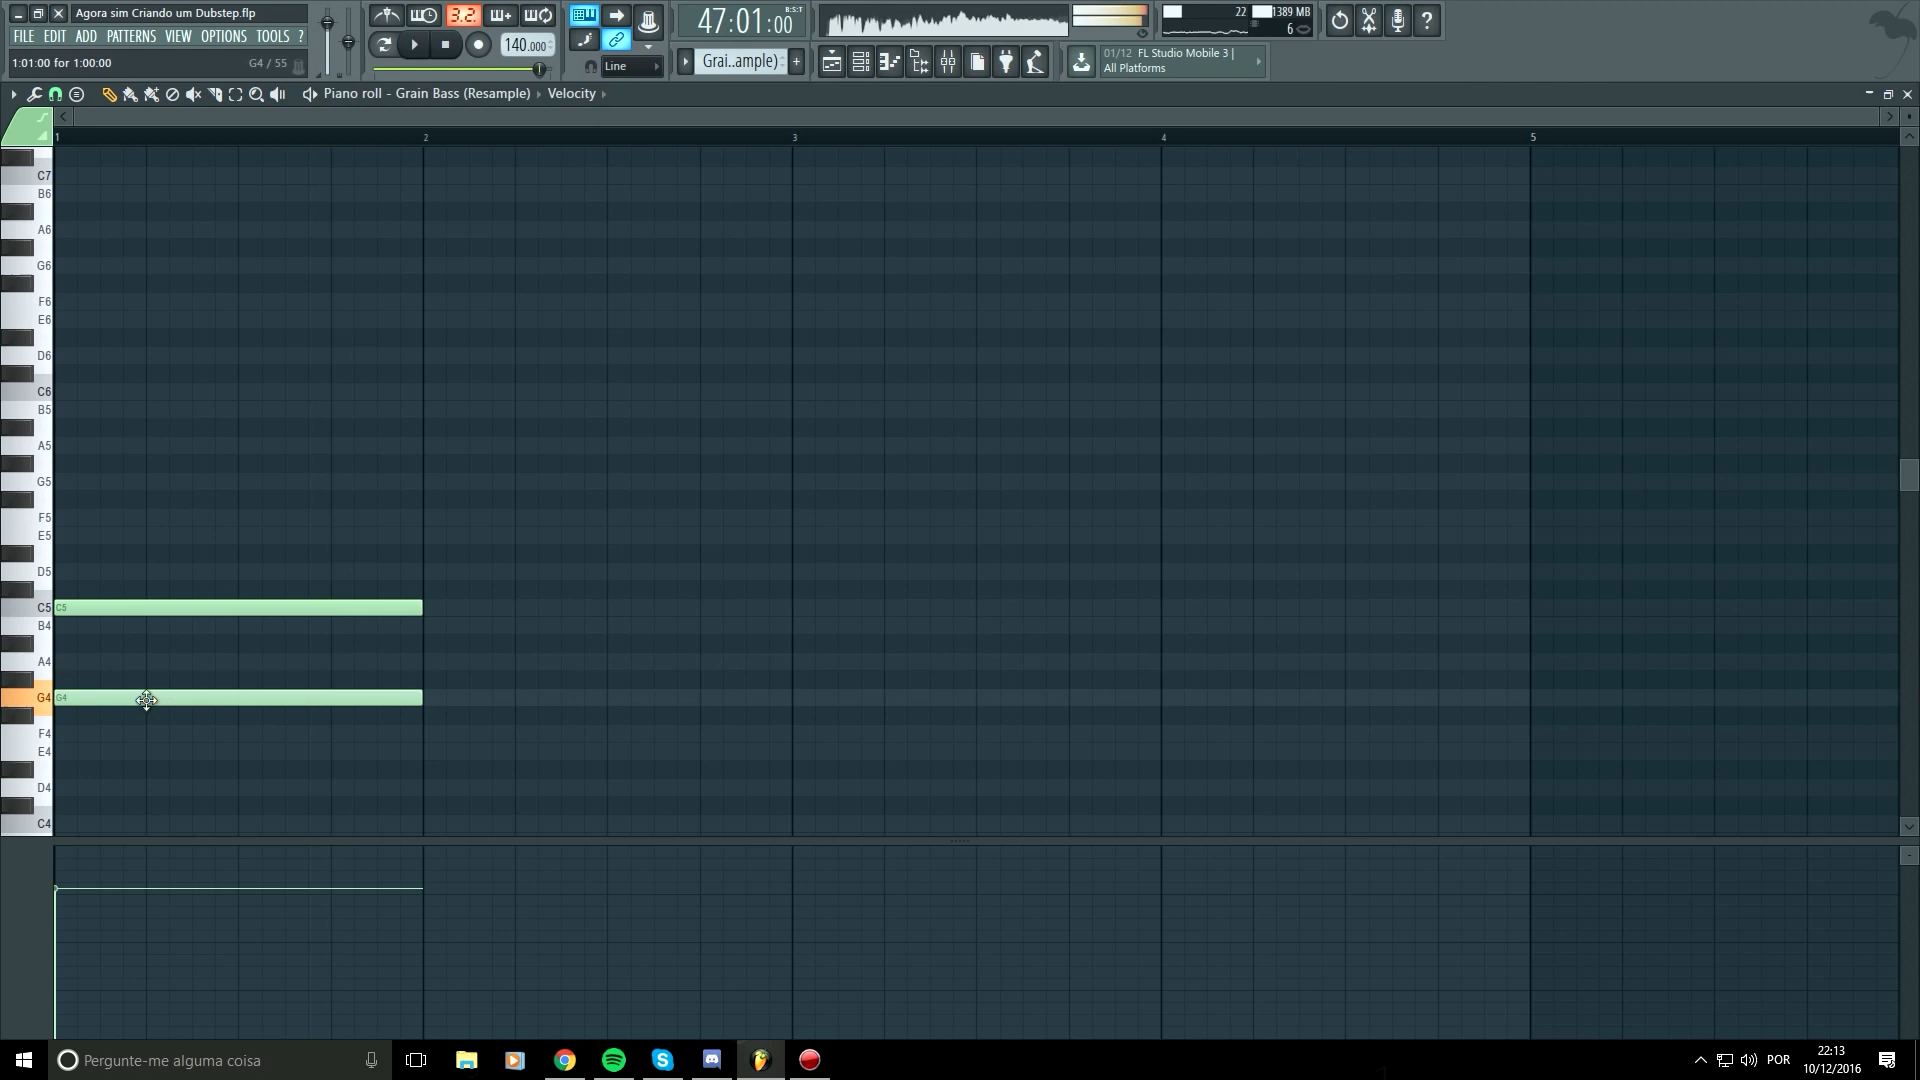 Agora sim Criando um Dubstep.flp
FILE EDIT ADD PATTERNS VIEW OPTIONS TOOLS ?
1:01:00 for 1:00:00 G4 / 55
3.2
140.000
Line
47:01:00
B:S:T
Grai..ample)
22
1389 MB
6
?
01/12 FL Studio Mobile 3 |
All Platforms
Piano roll - Grain Bass (Resample) Velocity
1 2 3 4 5
C7
B6
A6
G6
F6
E6
D6
C6
B5
A5
G5
F5
E5
D5
C5 C5
B4
A4
G4 G4
F4
E4
D4
C4
Pergunte-me alguma coisa
POR
22:13
10/12/2016